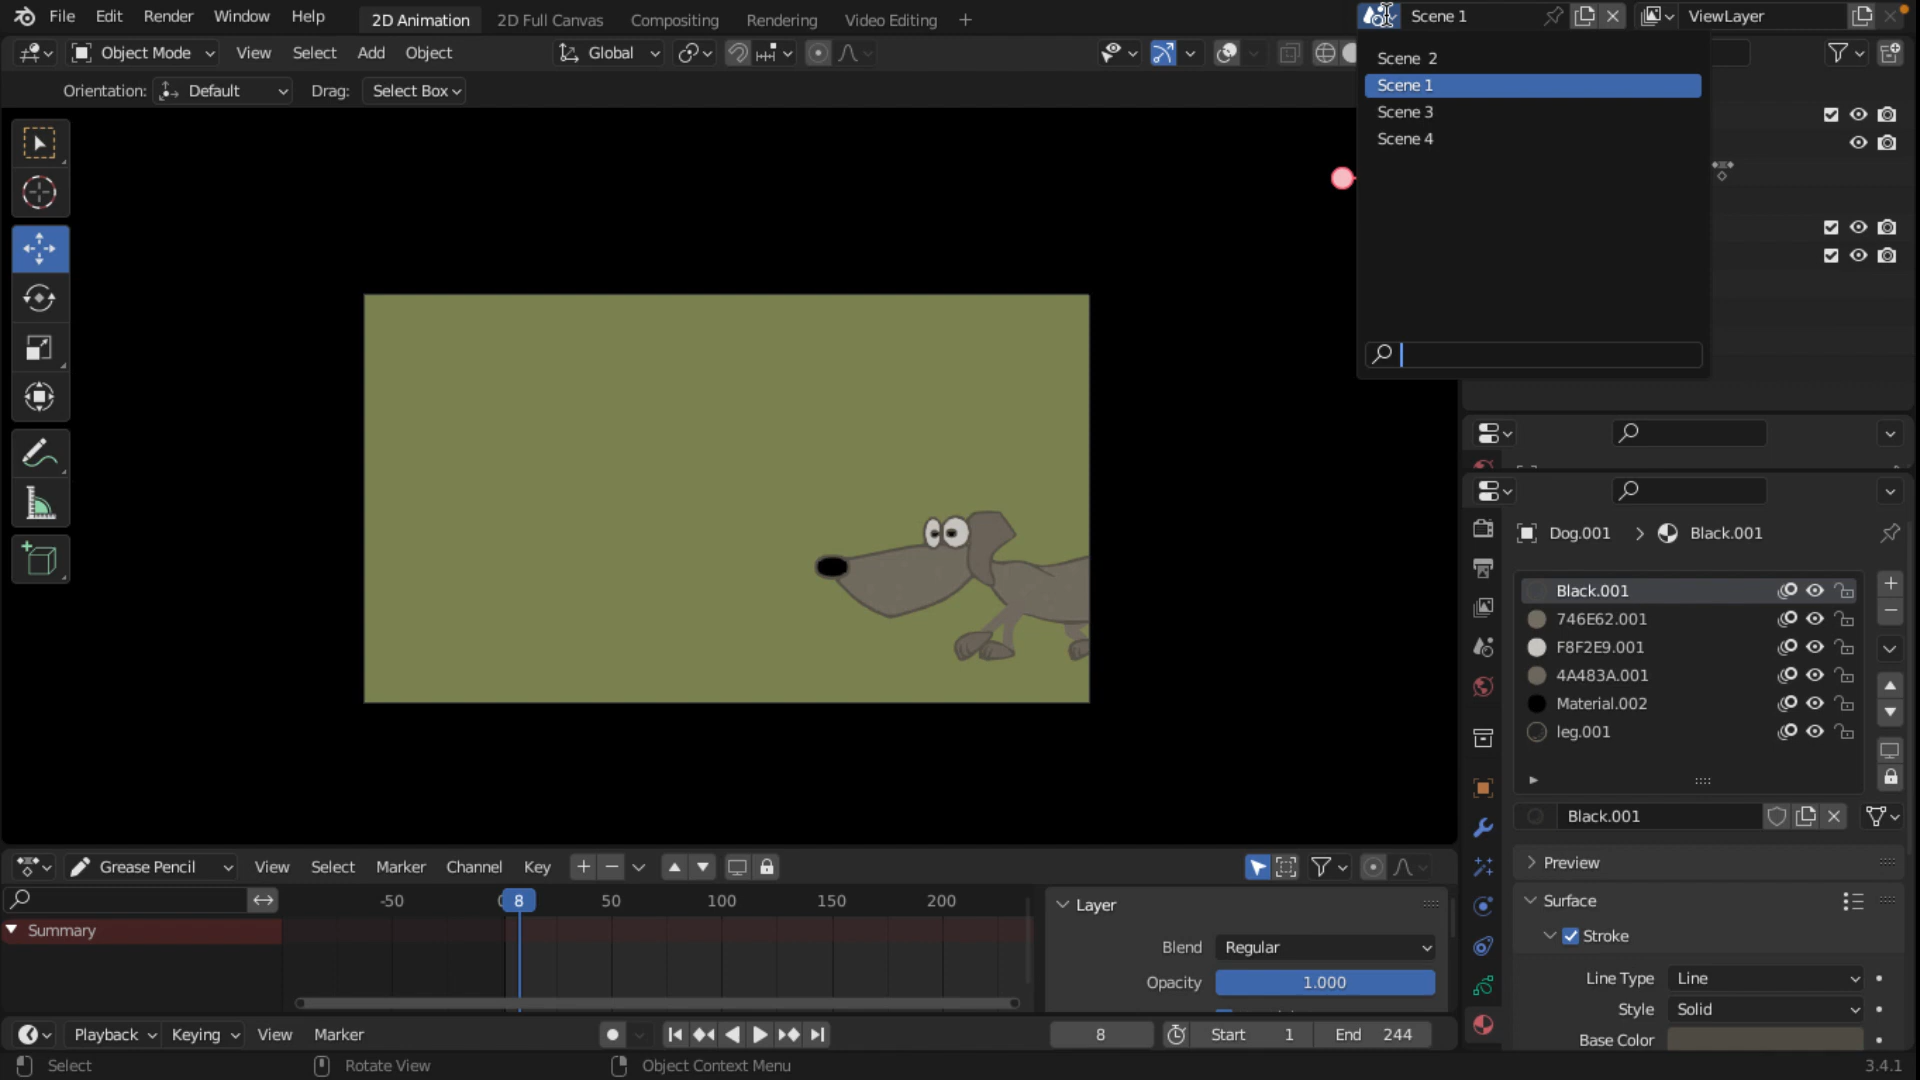 File Edit Render Window Help 2D Animation 2D Full Canvas Compositing Rendering Video Editing + Scene 1 ViewLayer
Object Mode View Select Add Object Global
Orientation: Default Drag: Select Box
Scene 2
Scene 1
Scene 3
Scene 4
Dog.001 > Black.001
Black.001
746E62.001
F8F2E9.001
4A483A.001
Material.002
leg.001
Black.001
Preview
Surface
Stroke
Line Type Line
Style Solid
Base Color
Grease Pencil View Select Marker Channel Key
-50 0 8 50 100 150 200
Summary
Layer
Blend Regular
Opacity 1.000
Playback Keying View Marker 8 Start 1 End 244
Select Rotate View Object Context Menu 3.4.1